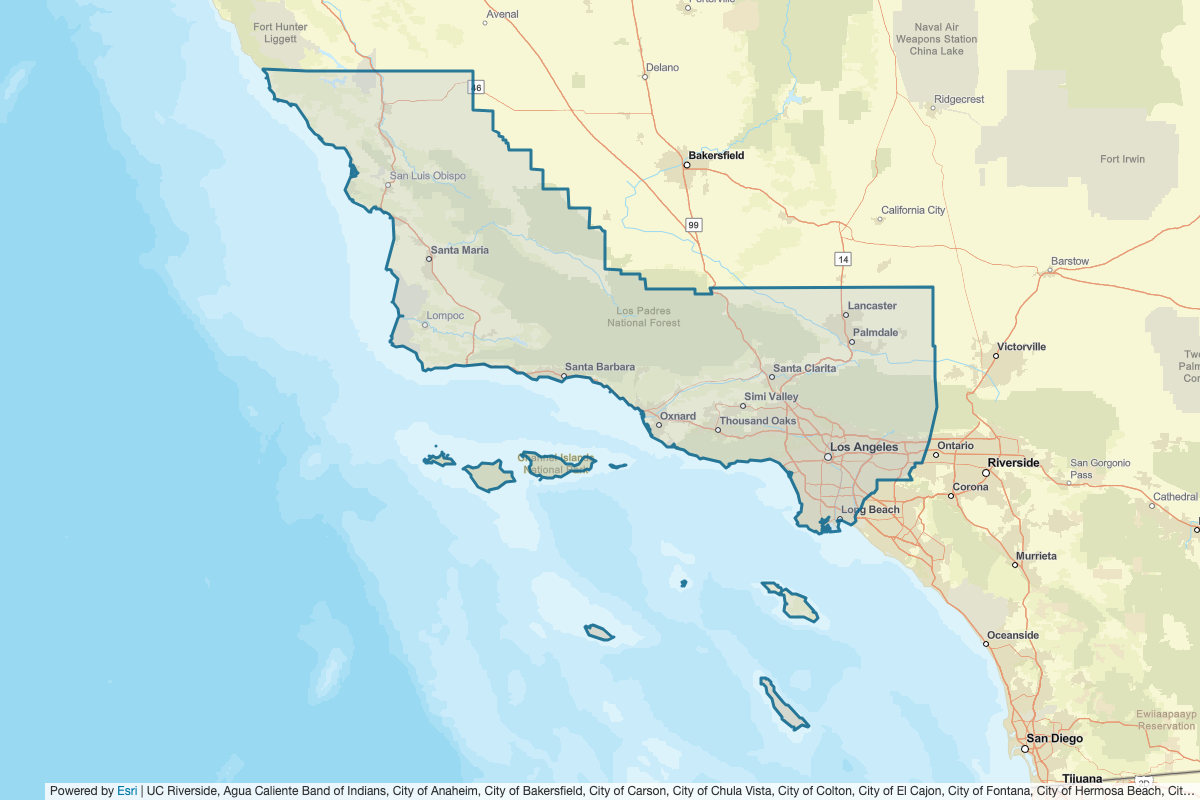 Avenal
Porterville
Fort Hunter
Liggett
Naval Air
Weapons Station
China Lake
Delano
46
Ridgecrest
Bakersfield
Fort Irwin
San Luis Obispo
California City
99
Santa Maria
14
Barstow
Lancaster
Los Padres
National Forest
Lompoc
Palmdale
Victorville
Santa Barbara
Santa Clarita
Simi Valley
Oxnard
Thousand Oaks
Los Angeles
Ontario
Channel Islands
National Park
Riverside
San Gorgonio
Pass
Corona
Cathedral
Long Beach
Murrieta
Oceanside
Ewiiaapaayp
Reservation
San Diego
Tijuana
Powered by Esri | UC Riverside, Agua Caliente Band of Indians, City of Anaheim, City of Bakersfield, City of Carson, City of Chula Vista, City of Colton, City of El Cajon, City of Fontana, City of Hermosa Beach, Cit...